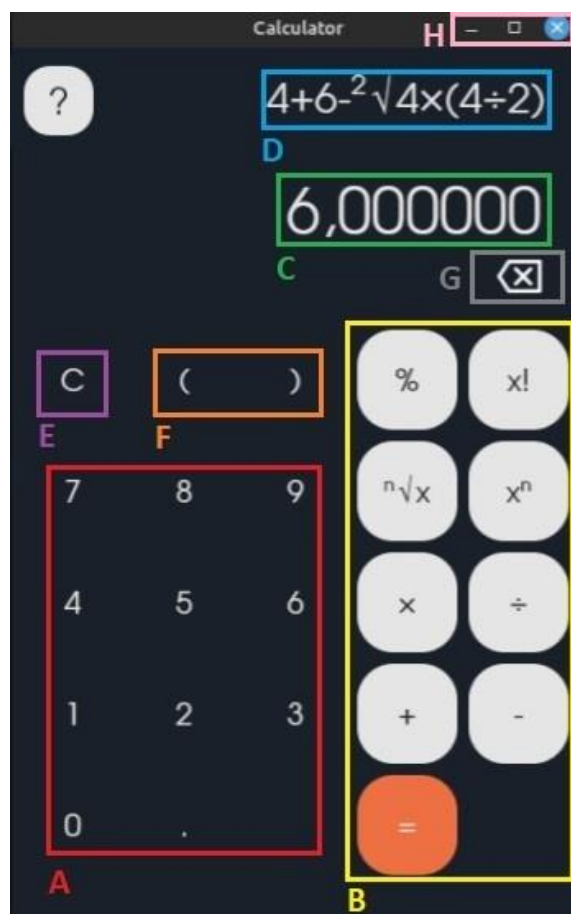 Calculator H
? 4+6-²√4×(4÷2)
D
6,000000
C
G
C ( ) % x!
E F
7 8 9 ⁿ√x xⁿ
4 5 6 × ÷
1 2 3 + -
0 . =
A B